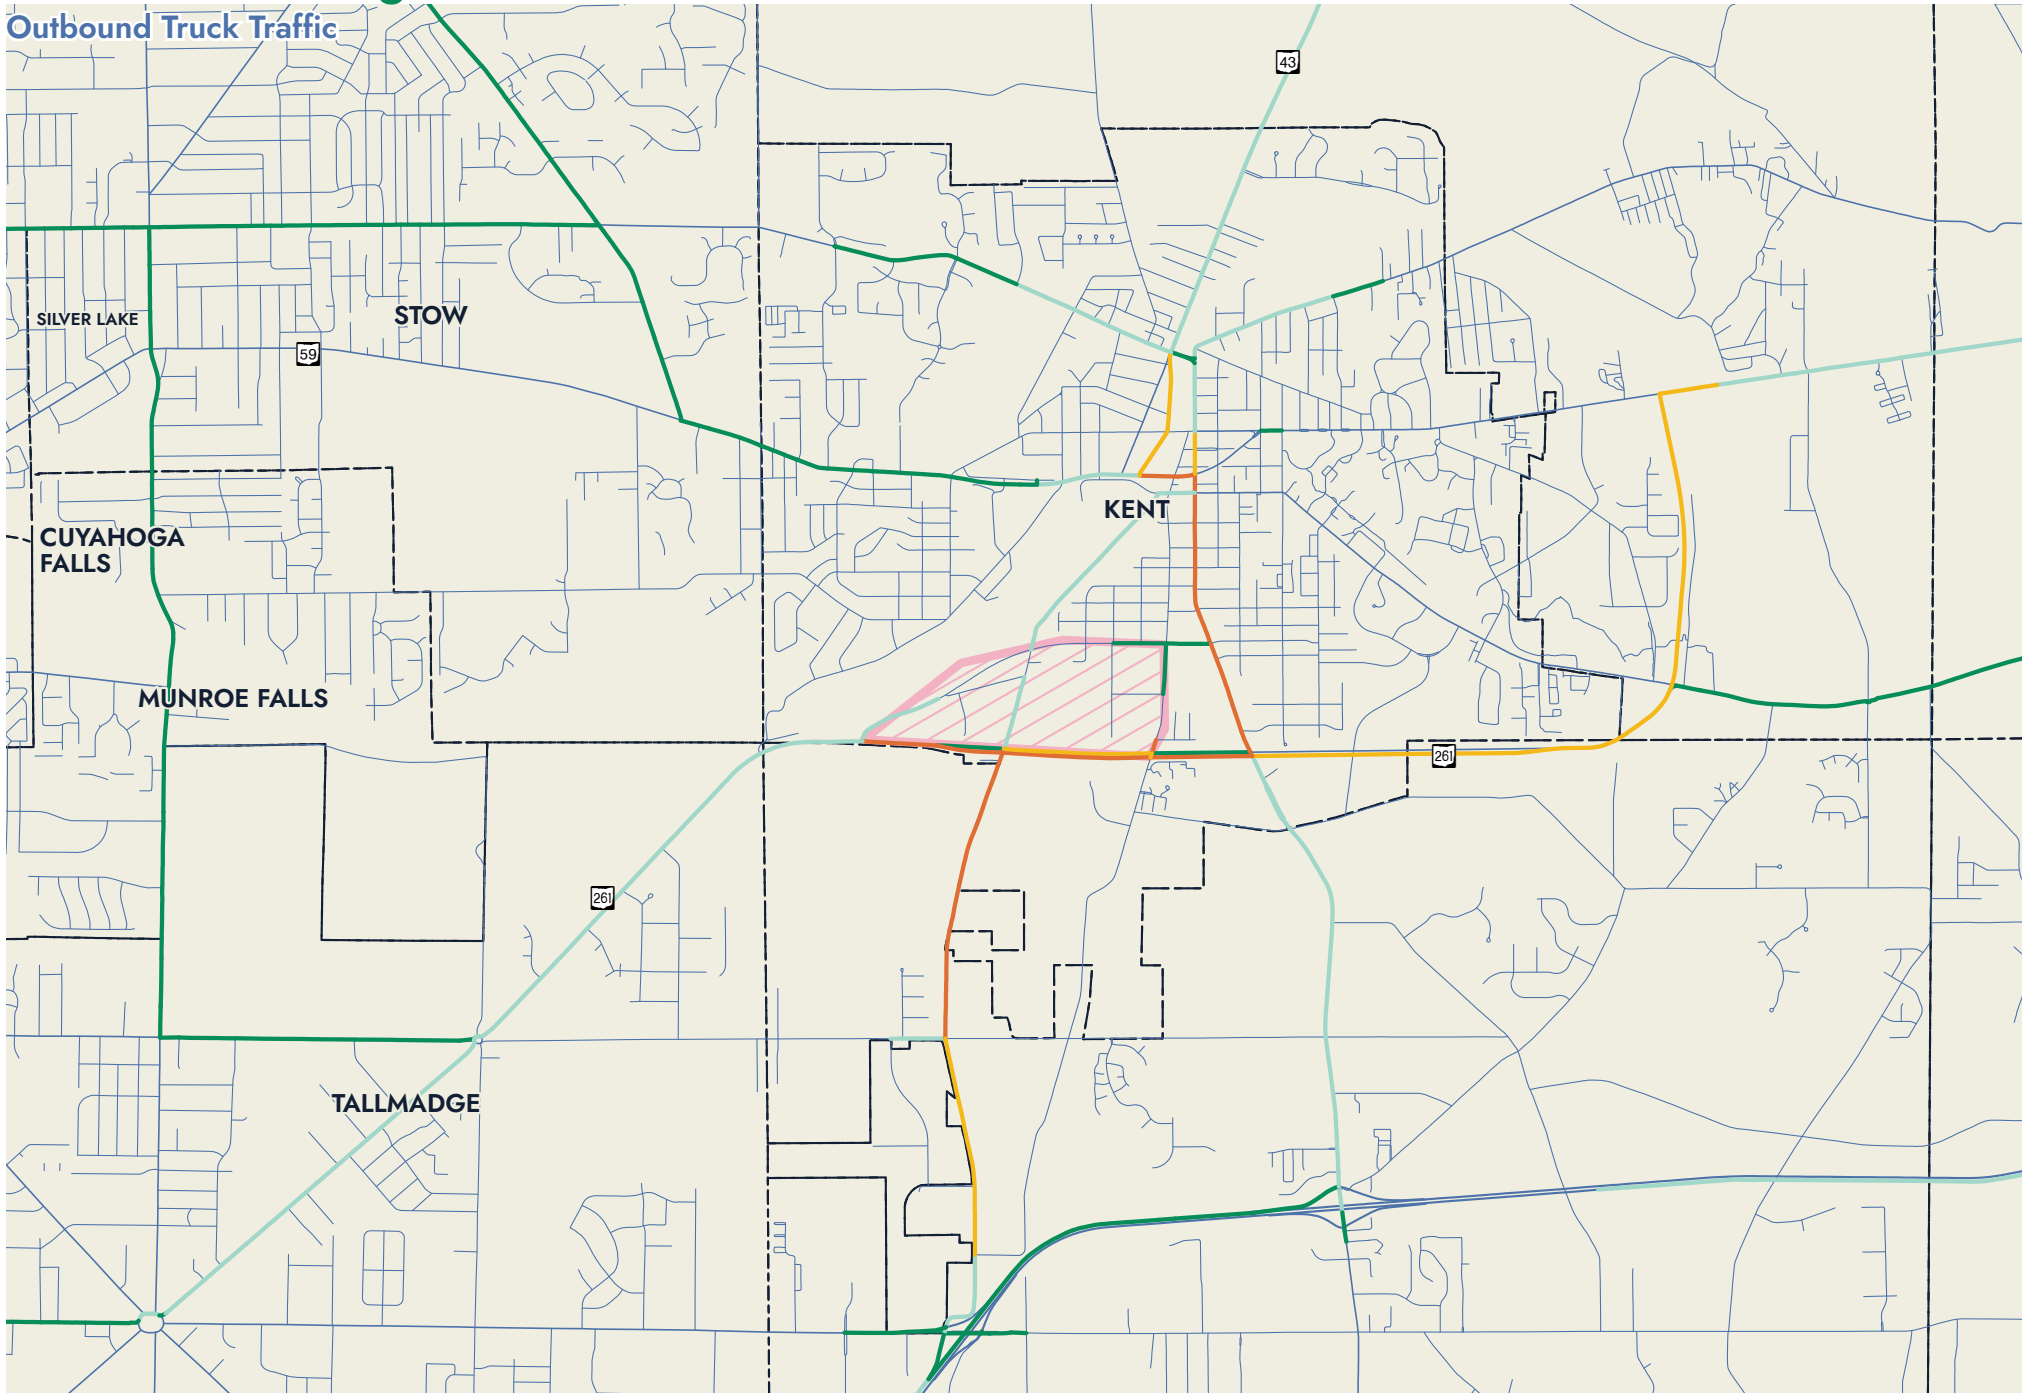 Outbound Truck Traffic
43
STOW
SILVER LAKE
59
KENT
CUYAHOGA
FALLS
MUNROE FALLS
261
261
TALLMADGE